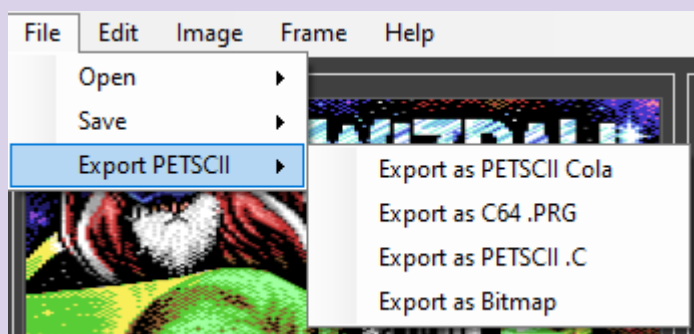 File Edit Image Frame Help
Open
Save
Export PETSCII
Export as PETSCII Cola
Export as C64 .PRG
Export as PETSCII .C
Export as Bitmap